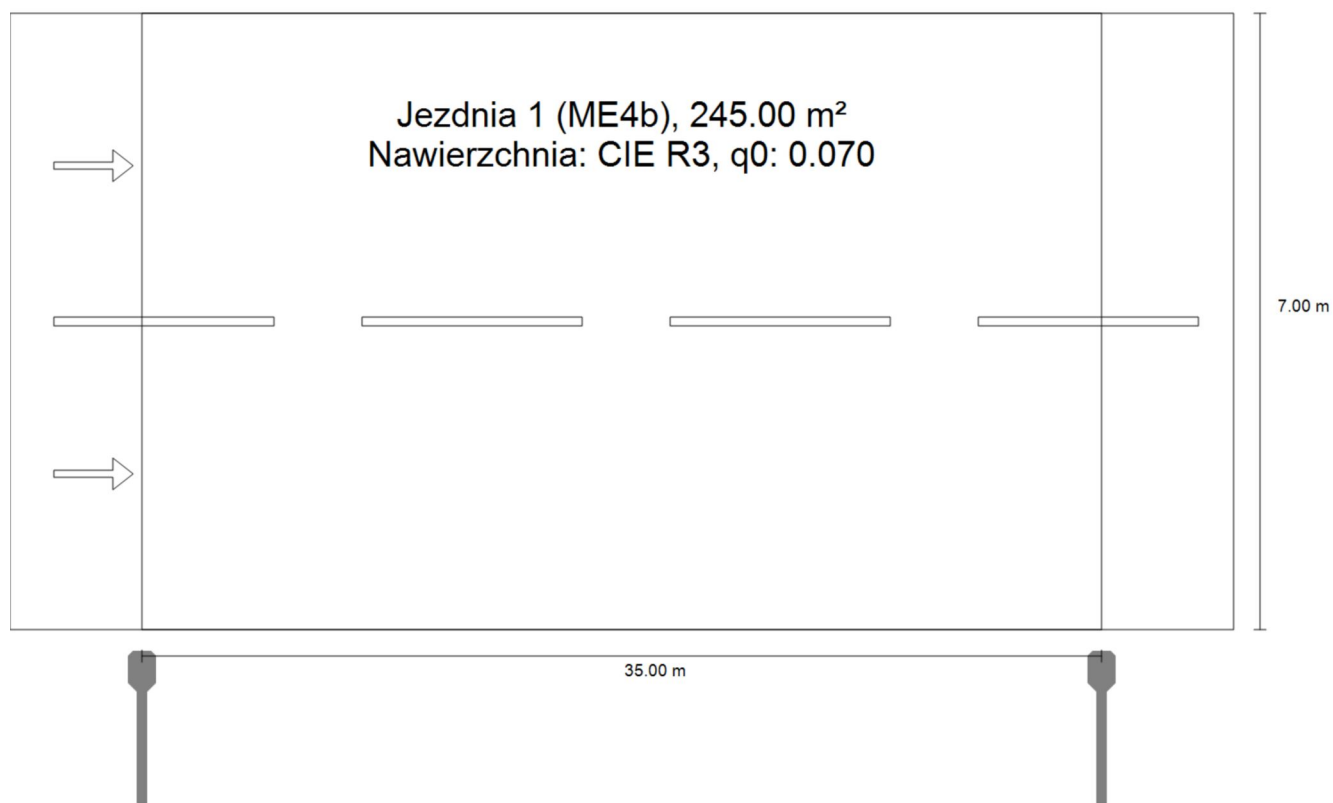 Jezdnia 1 (ME4b), 245.00 m²
Nawierzchnia: CIE R3, q0: 0.070
7.00 m
35.00 m